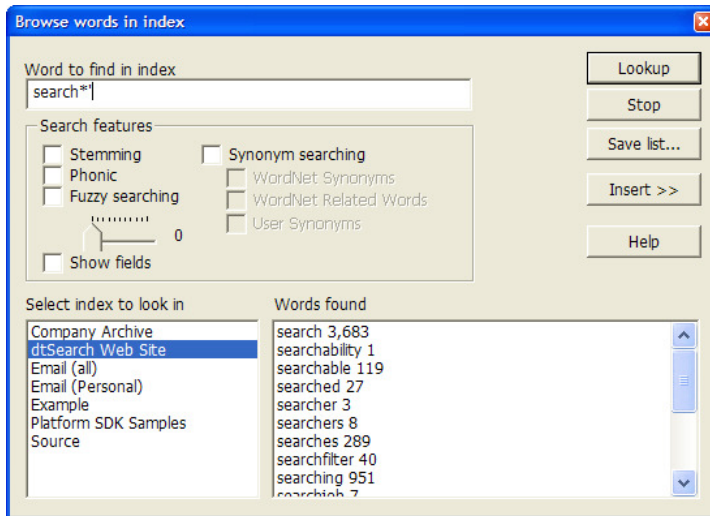 Browse words in index
Word to find in index
search*'
Lookup
Stop
Save list...
Insert >>
Help
Search features
Stemming
Phonic
Fuzzy searching
0
Show fields
Synonym searching
WordNet Synonyms
WordNet Related Words
User Synonyms
Select index to look in
Company Archive
dtSearch Web Site
Email (all)
Email (Personal)
Example
Platform SDK Samples
Source
Words found
search 3,683
searchability 1
searchable 119
searched 27
searcher 3
searchers 8
searches 289
searchfilter 40
searching 951
searchjob 7